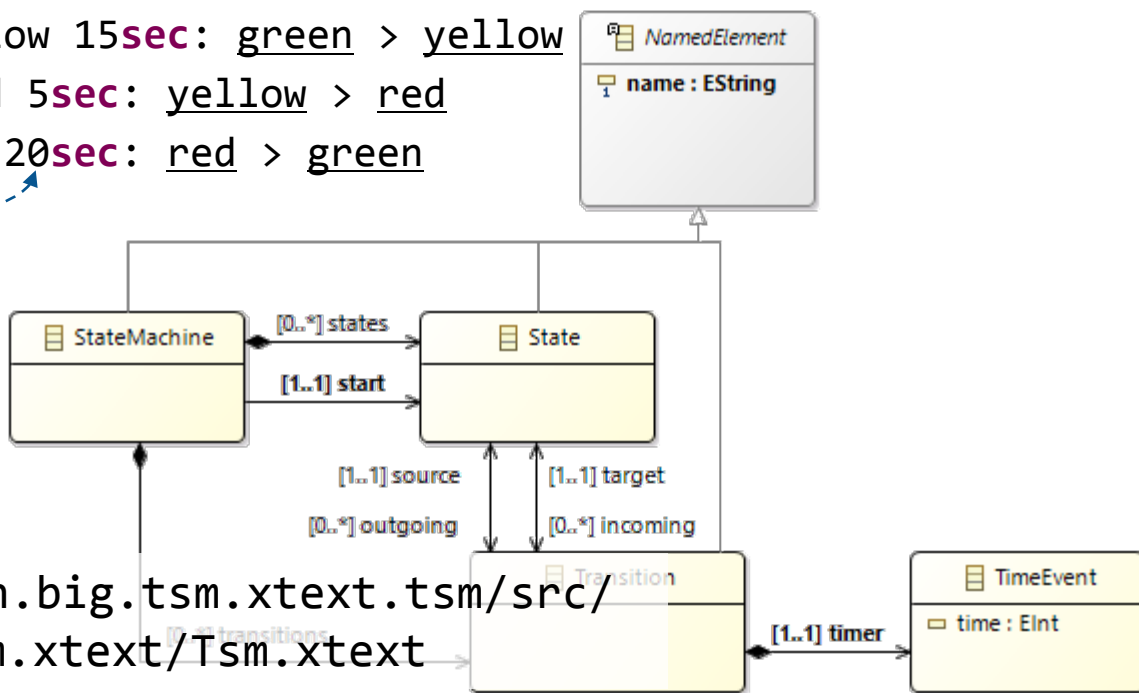 ow 15sec: green > yellow
5sec: yellow > red
20sec: red > green
NamedElement
name : EString
StateMachine
[0..*] states
State
[1..1] start
[1..1] source
[1..1] target
[0..*] outgoing
[0..*] incoming
Transition
TimeEvent
time : EInt
[1..1] timer
transitions
.big.tsm.xtext.tsm/src/
.xtext/Tsm.xtext